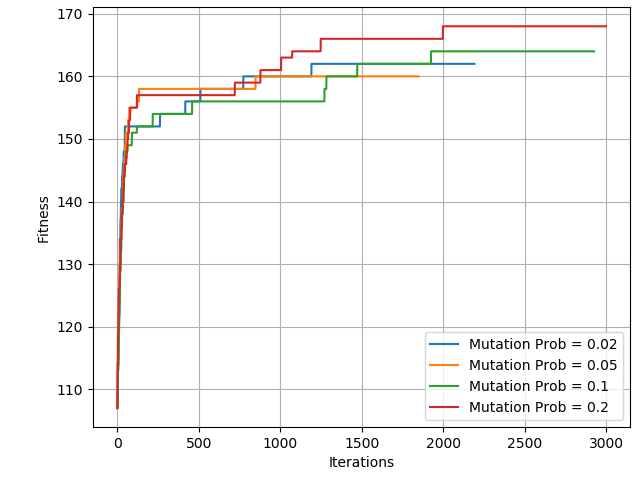 170
160
150
140
130
120
110
Fitness
0
500
1000
1500
2000
2500
3000
Iterations
Mutation Prob = 0.02
Mutation Prob = 0.05
Mutation Prob = 0.1
Mutation Prob = 0.2